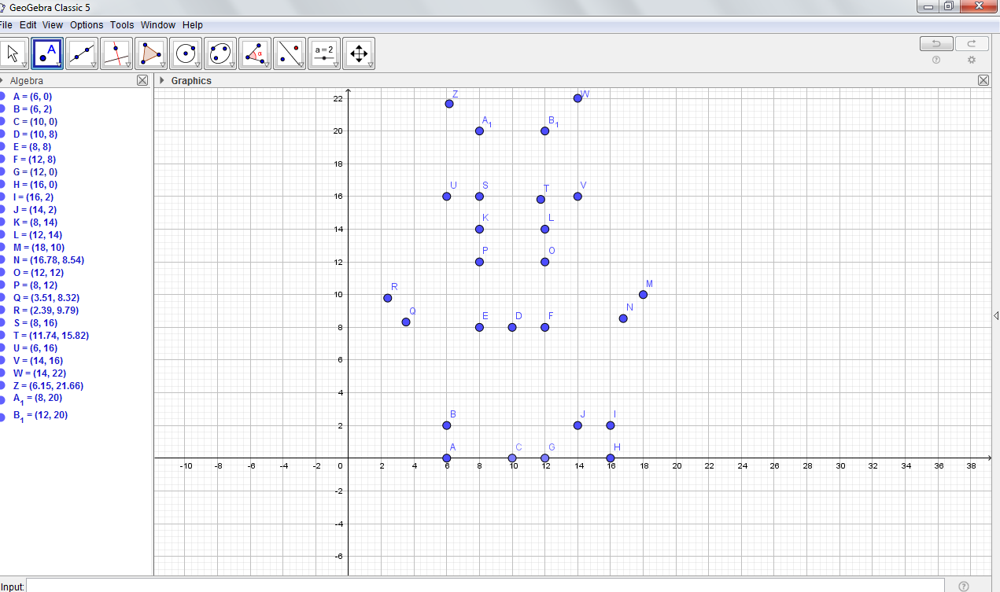 GeoGebra Classic 5
File Edit View Options Tools Window Help
A
α
a = 2
Algebra
Graphics
A = (6, 0)
B = (6, 2)
C = (10, 0)
D = (10, 8)
E = (8, 8)
F = (12, 8)
G = (12, 0)
H = (16, 0)
I = (16, 2)
J = (14, 2)
K = (8, 14)
L = (12, 14)
M = (18, 10)
N = (16.78, 8.54)
O = (12, 12)
P = (8, 12)
Q = (3.51, 8.32)
R = (2.39, 9.79)
S = (8, 16)
T = (11.74, 15.82)
U = (6, 16)
V = (14, 16)
W = (14, 22)
Z = (6.15, 21.66)
A₁ = (8, 20)
B₁ = (12, 20)
Z W
22
A₁ B₁
20
18
U S T V
16
K L
14
P O
12
R M
10
Q E D F N
8
6
4
B J I
2
A C G H
-10 -8 -6 -4 -2 0 2 4 6 8 10 12 14 16 18 20 22 24 26 28 30 32 34 36 38
-2
-4
-6
Input: